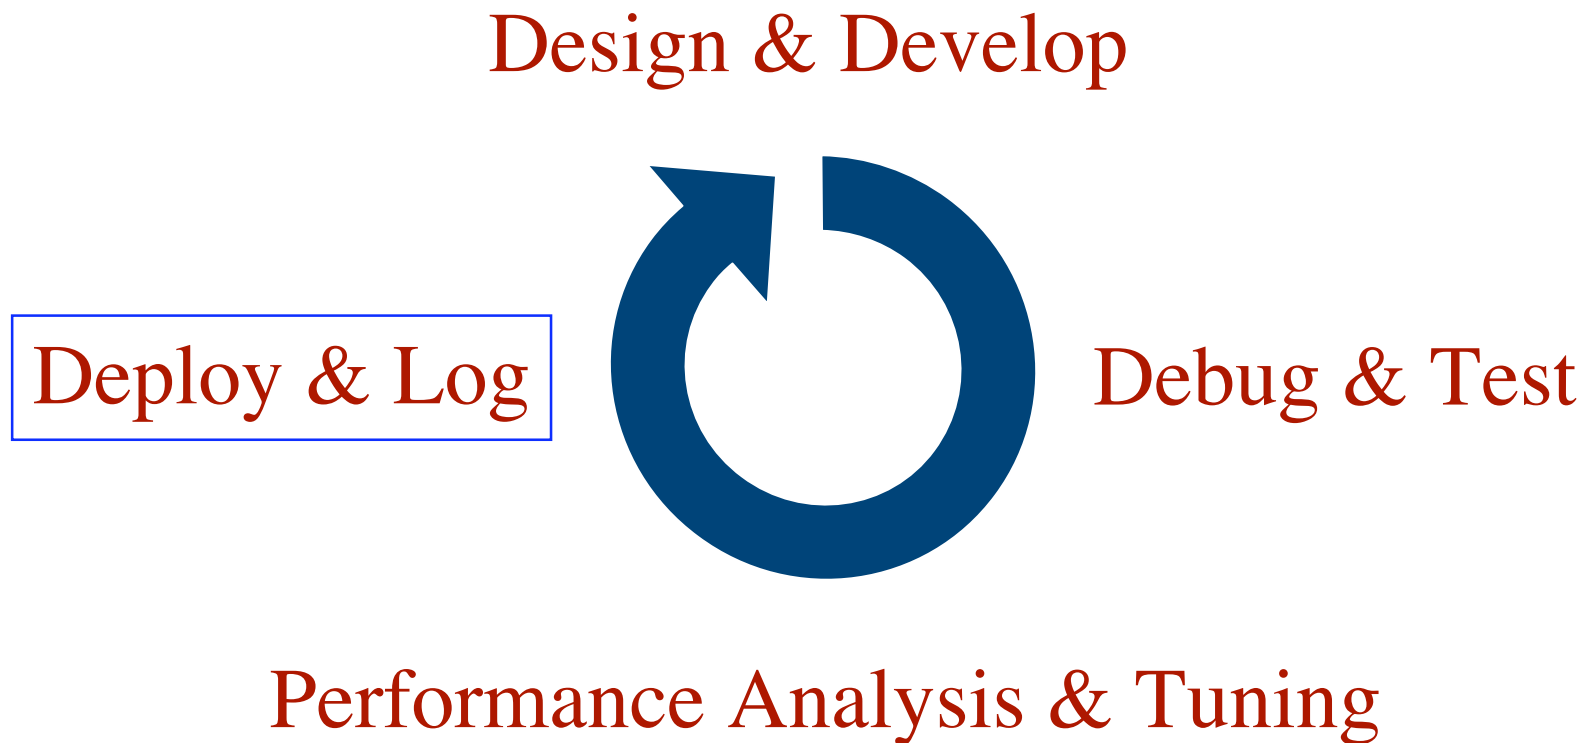 Design & Develop
Deploy & Log
Debug & Test
Performance Analysis & Tuning